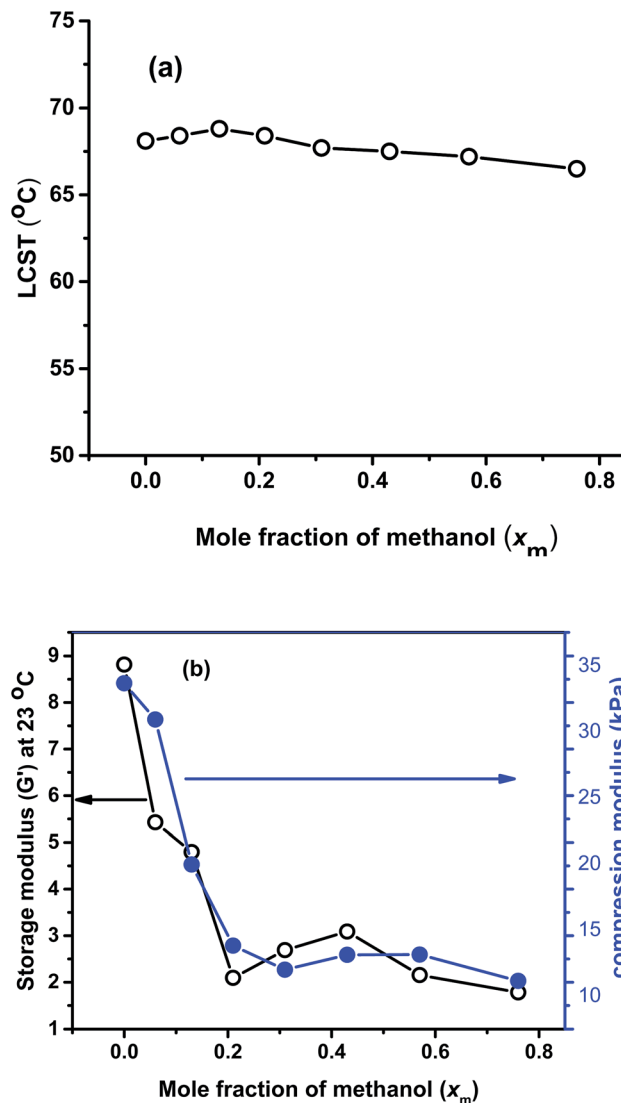 75
(a)
70
65
60
55
50
LCST (°C)
0.0 0.2 0.4 0.6 0.8
Mole fraction of methanol (xm)
(b)
9
8
7
6
5
4
3
2
1
Storage modulus (G') at 23 °C
35
30
25
20
15
10
compression modulus (kPa)
0.0 0.2 0.4 0.6 0.8
Mole fraction of methanol (xm)